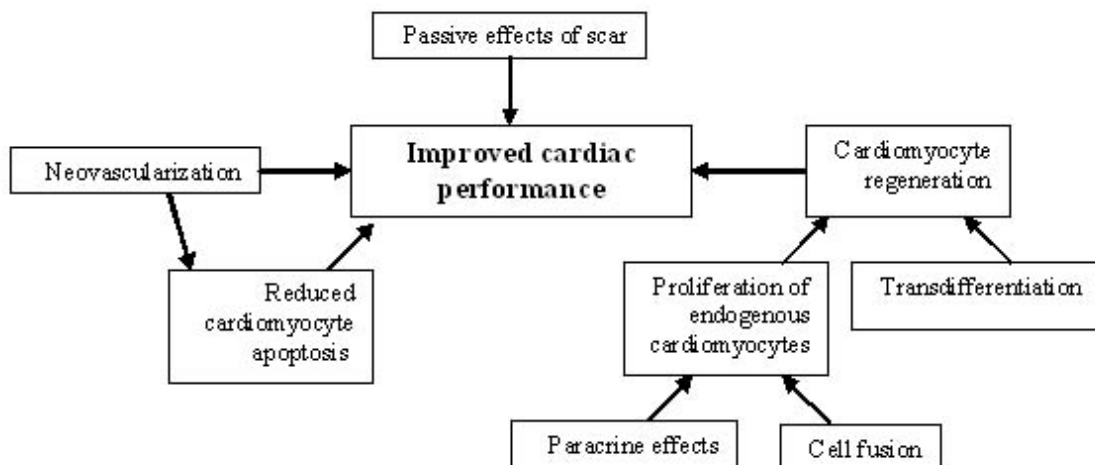 Passive effects of scar
Improved cardiac
performance
Neovascularization
Cardiomyocyte
regeneration
Reduced
cardiomyocyte
apoptosis
Proliferation of
endogenous
cardiomyocytes
Transdifferentiation
Paracrine effects
Cell fusion